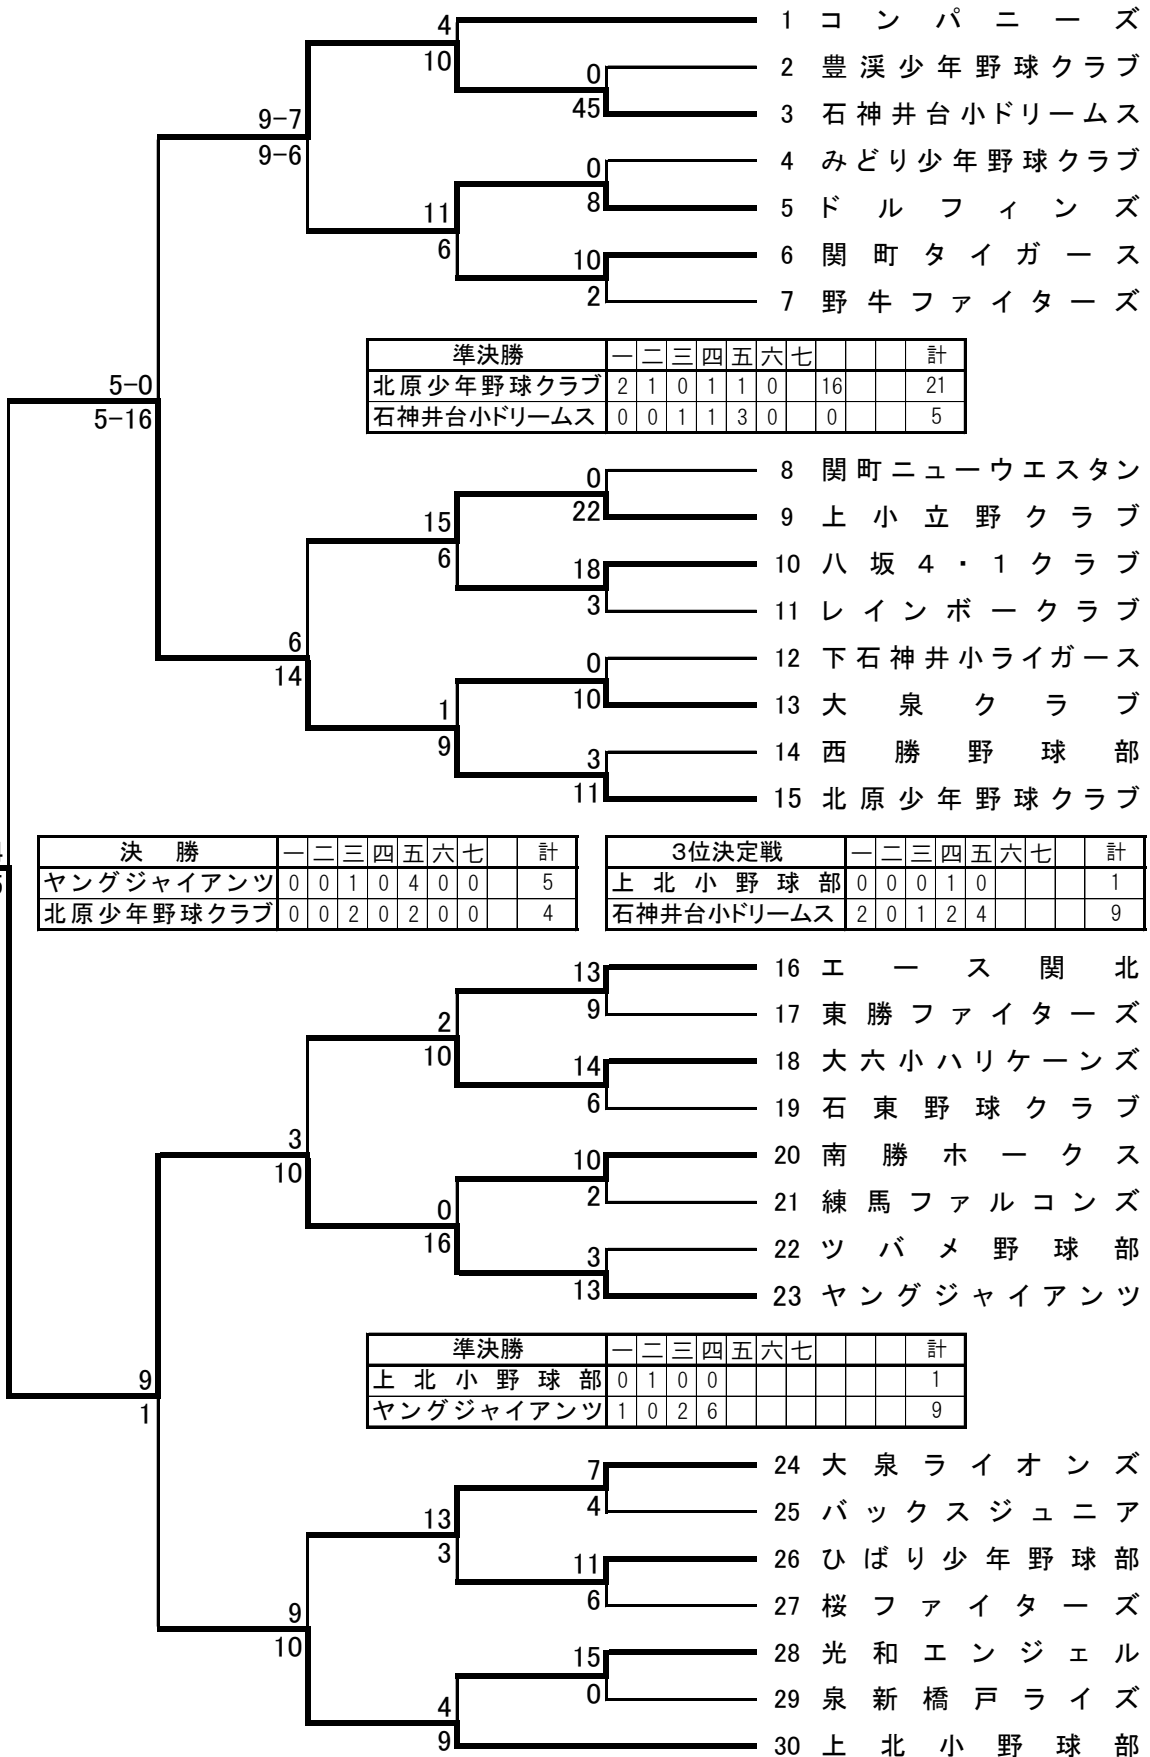 4
1 コンパニーズ
10
0
2 豊溪少年野球クラブ
45
3 石神井台小ドリームス
9-7
9-6
0
4 みどり少年野球クラブ
11
8
5 ドルフィンズ
6
10
6 関町タイガース
2
7 野牛ファイターズ
準決勝 一 二 三 四 五 六 七 計
北原少年野球クラブ 2 1 0 1 1 0 16 21
石神井台小ドリームス 0 0 1 1 3 0 0 5
5-0
5-16
0
8 関町ニューウエスタン
15
22
9 上小立野クラブ
6
18
10 八坂4・1クラブ
3
11 レインボークラブ
6
14
0
12 下石神井小ライガース
1
10
13 大泉クラブ
9
3
14 西勝野球部
11
15 北原少年野球クラブ
決勝 一 二 三 四 五 六 七 計
ヤングジャイアンツ 0 0 1 0 4 0 0 5
北原少年野球クラブ 0 0 2 0 2 0 0 4
3位決定戦 一 二 三 四 五 六 七 計
上北小野球部 0 0 0 1 0 1
石神井台小ドリームス 2 0 1 2 4 9
13
16 エース関北
9
17 東勝ファイターズ
2
10
14
18 大六小ハリケーンズ
6
19 石東野球クラブ
3
10
10
20 南勝ホークス
2
21 練馬ファルコンズ
0
16
3
22 ツバメ野球部
13
23 ヤングジャイアンツ
準決勝 一 二 三 四 五 六 七 計
上北小野球部 0 1 0 0 1
ヤングジャイアンツ 1 0 2 6 9
9
1
7
24 大泉ライオンズ
4
25 バックスジュニア
13
3
11
26 ひばり少年野球部
6
27 桜ファイターズ
9
10
15
28 光和エンジェル
0
29 泉新橋戸ライズ
4
9
30 上北小野球部